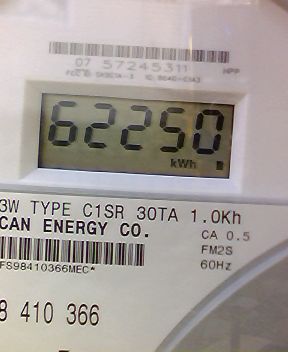 07 57245311 HPP
62250
kWh
3W TYPE C1SR 30TA 1.0Kh
CAN ENERGY CO. CA 0.5
FM2S
FS98410366MEC* 60Hz
8 410 366